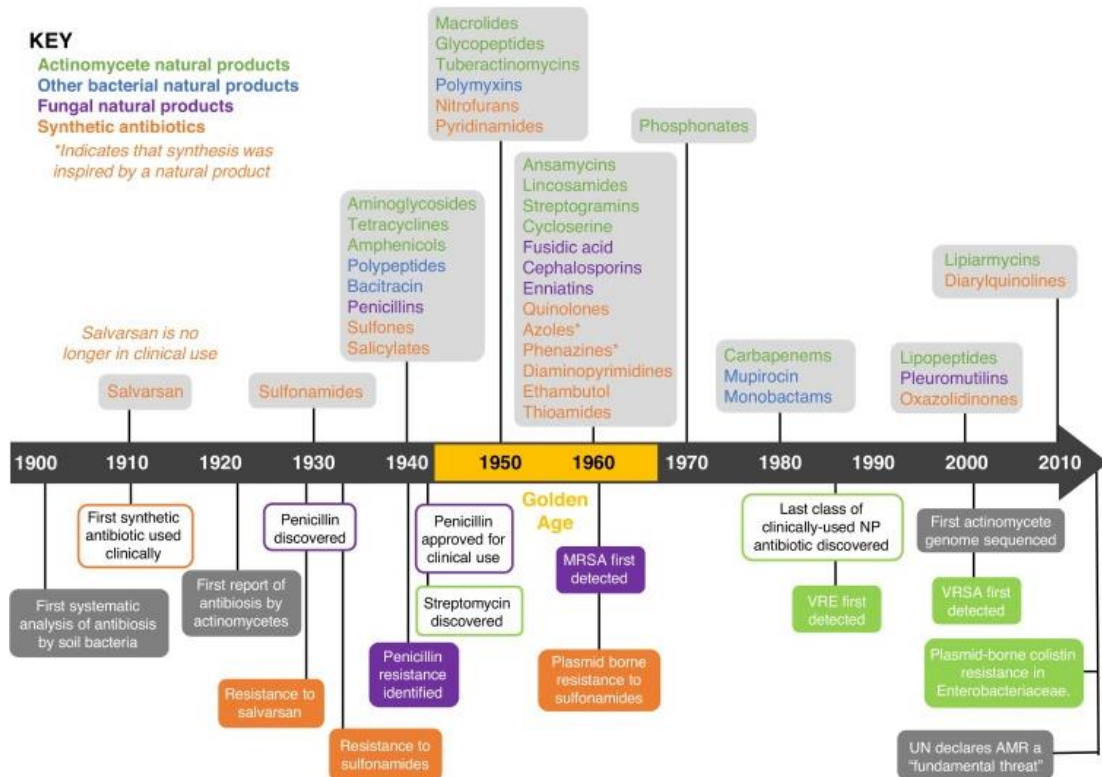 KEY
Actinomycete natural products
Other bacterial natural products
Fungal natural products
Synthetic antibiotics
*Indicates that synthesis was
inspired by a natural product
Salvarsan is no
longer in clinical use
Salvarsan
Sulfonamides
Aminoglycosides
Tetracyclines
Amphenicols
Polypeptides
Bacitracin
Penicillins
Sulfones
Salicylates
Macrolides
Glycopeptides
Tuberactinomycins
Polymyxins
Nitrofurans
Pyridinamides
Ansamycins
Lincosamides
Streptogramins
Cycloserine
Fusidic acid
Cephalosporins
Enniatins
Quinolones
Azoles*
Phenazines*
Diaminopyrimidines
Ethambutol
Thioamides
Phosphonates
Carbapenems
Mupirocin
Monobactams
Lipopeptides
Pleuromutilins
Oxazolidinones
Lipiarmycins
Diarylquinolines
1900 1910 1920 1930 1940 1950 1960 1970 1980 1990 2000 2010
Golden
Age
First systematic
analysis of antibiosis
by soil bacteria
First synthetic
antibiotic used
clinically
First report of
antibiosis by
actinomycetes
Penicillin
discovered
Resistance to
salvarsan
Resistance to
sulfonamides
Penicillin
resistance
identified
Penicillin
approved for
clinical use
Streptomycin
discovered
MRSA first
detected
Plasmid borne
resistance to
sulfonamides
Last class of
clinically-used NP
antibiotic discovered
VRE first
detected
First actinomycete
genome sequenced
VRSA first
detected
Plasmid-borne colistin
resistance in
Enterobacteriaceae.
UN declares AMR a
"fundamental threat"